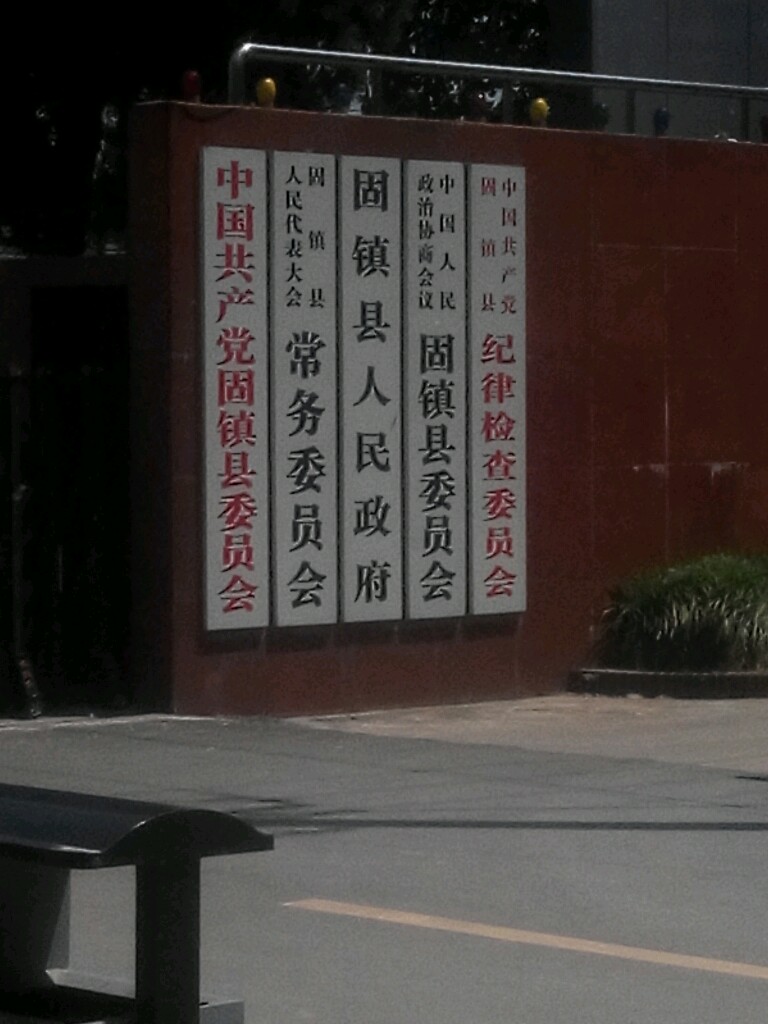 中国共产党固镇县委员会
固镇县
人民代表大会
常务委员会
固镇县人民政府
中国人民
政治协商会议
固镇县委员会
中国共产党
固镇县
纪律检查委员会